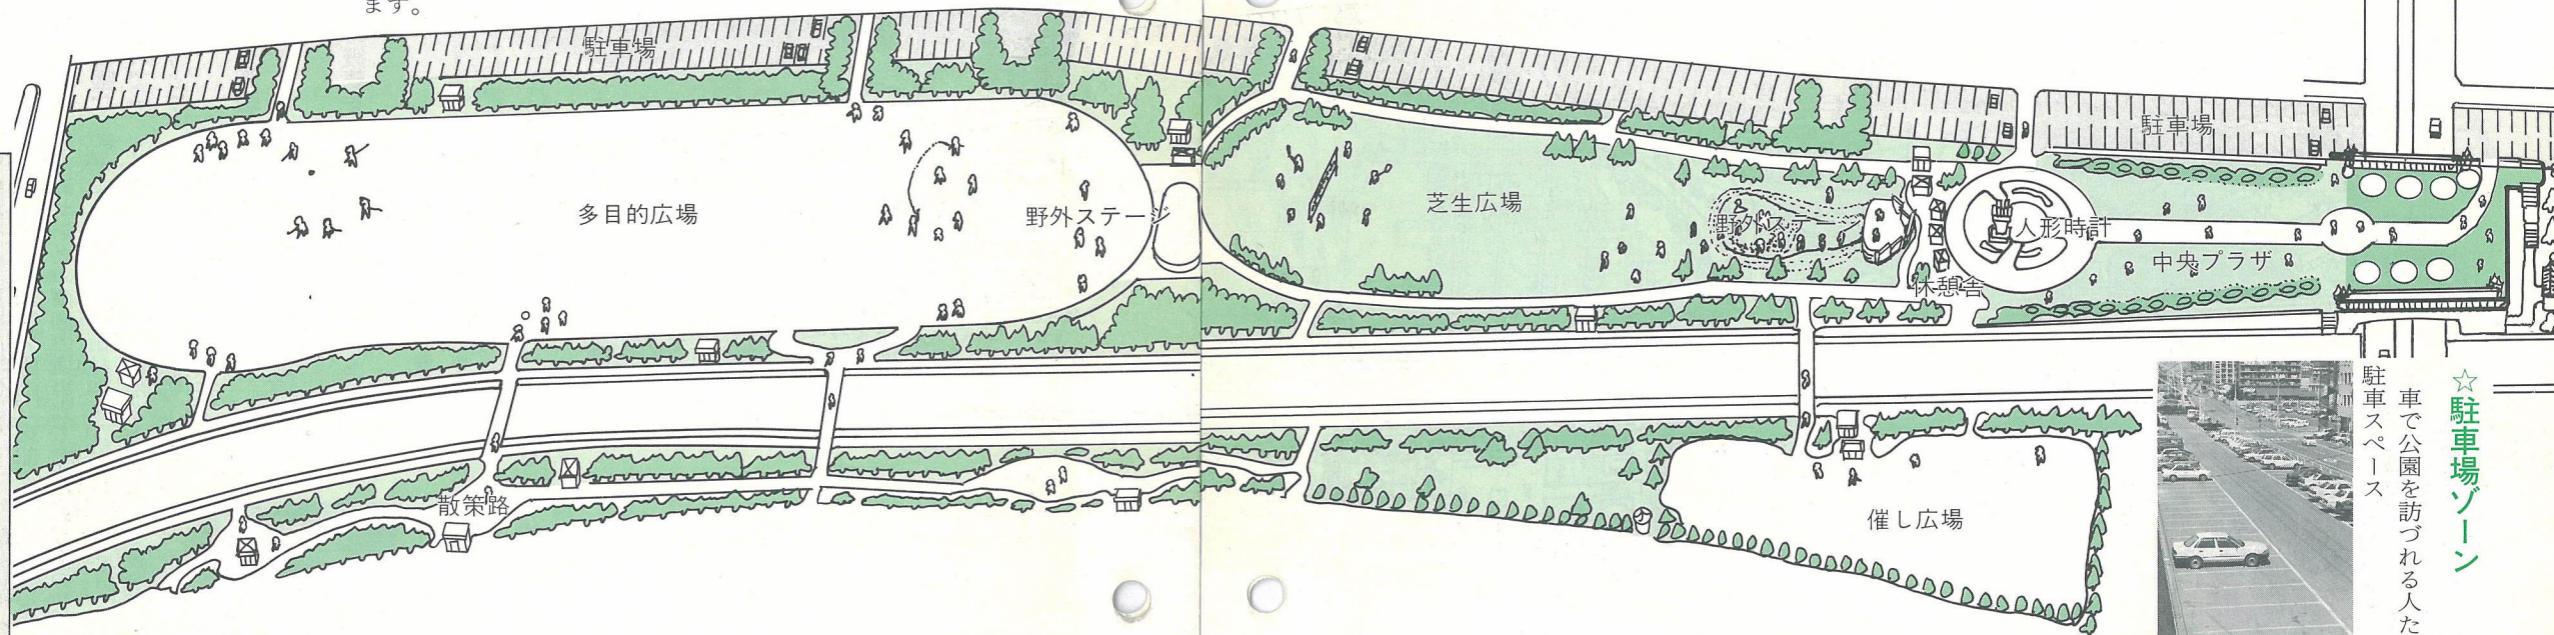 ます。
駐車場
多目的広場
野外ステージ
散策路
芝生広場
野外ステー
人形時計
休憩舎
中央プラザ
駐車場
催し広場
☆駐車場ゾーン
車で公園を訪づれる人た
駐車スペース